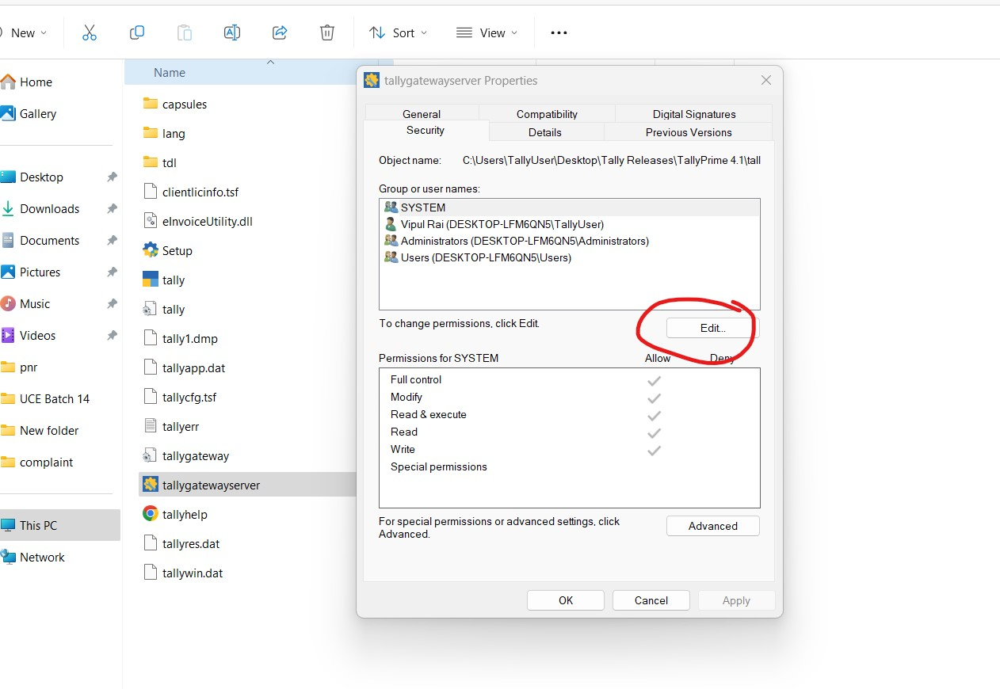 New
Sort
View
Home
Gallery
Desktop
Downloads
Documents
Pictures
Music
Videos
pnr
UCE Batch 14
New folder
complaint
This PC
Network
Name
capsules
lang
tdl
clientlicinfo.tsf
eInvoiceUtility.dll
Setup
tally
tally
tally1.dmp
tallyapp.dat
tallycfg.tsf
tallyerr
tallygateway
tallygatewayserver
tallyhelp
tallyres.dat
tallywin.dat
tallygatewayserver Properties
General Compatibility Digital Signatures
Security Details Previous Versions
Object name: C:\Users\TallyUser\Desktop\Tally Releases\TallyPrime 4.1\tall
Group or user names:
SYSTEM
Vipul Rai (DESKTOP-LFM6QN5\TallyUser)
Administrators (DESKTOP-LFM6QN5\Administrators)
Users (DESKTOP-LFM6QN5\Users)
To change permissions, click Edit.
Edit...
Permissions for SYSTEM Allow Deny
Full control
Modify
Read & execute
Read
Write
Special permissions
For special permissions or advanced settings, click
Advanced.
Advanced
OK Cancel Apply